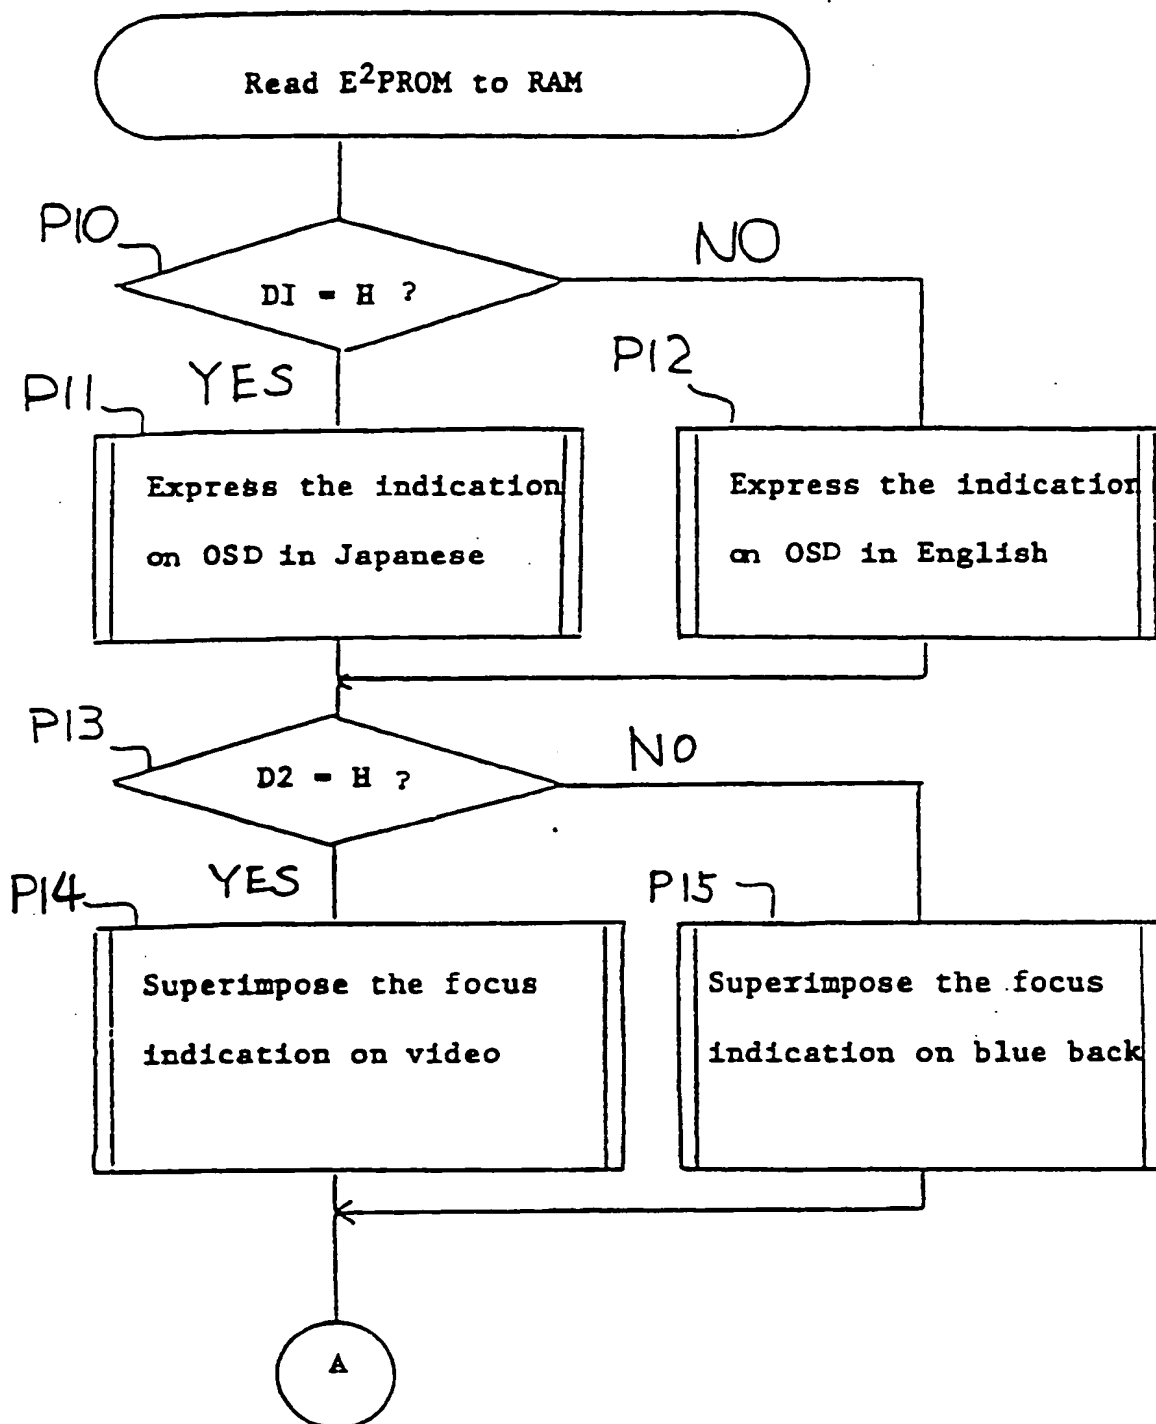 Read E²PROM to RAM
P10
NO
DI = H ?
YES
P11
P12
Express the indication
on OSD in Japanese
Express the indication
on OSD in English
P13
NO
D2 = H ?
YES
P14
P15
Superimpose the focus
indication on video
Superimpose the focus
indication on blue back
A